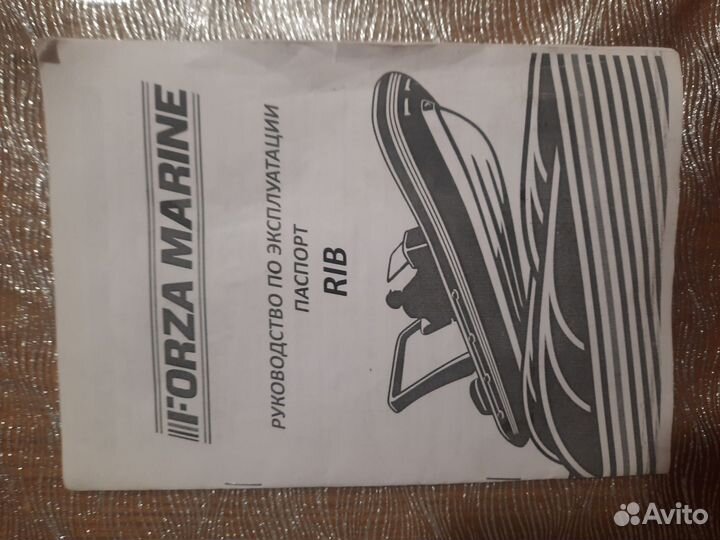 FORZA MARINE
РУКОВОДСТВО ПО ЭКСПЛУАТАЦИИ
ПАСПОРТ
RIB
Avito